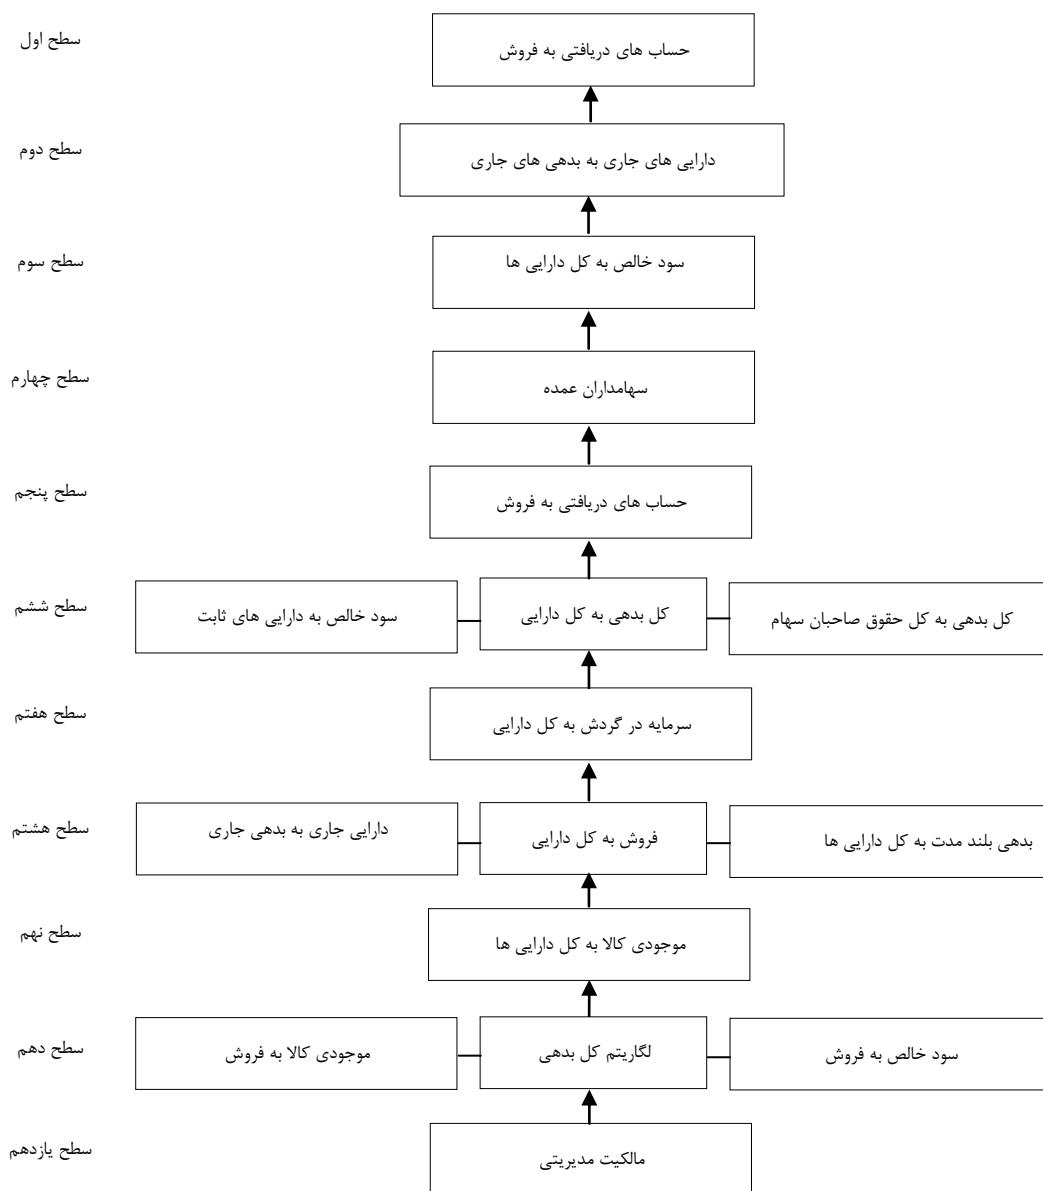 سطح اول
حساب های دریافتی به فروش
سطح دوم
دارایی های جاری به بدهی های جاری
سطح سوم
سود خالص به کل دارایی ها
سطح چهارم
سهامداران عمده
سطح پنجم
حساب های دریافتی به فروش
سطح ششم
کل بدهی به کل حقوق صاحبان سهام
کل بدهی به کل دارایی
سود خالص به دارایی های ثابت
سطح هفتم
سرمایه در گردش به کل دارایی
سطح هشتم
بدهی بلند مدت به کل دارایی ها
فروش به کل دارایی
دارایی جاری به بدهی جاری
سطح نهم
موجودی کالا به کل دارایی ها
سطح دهم
سود خالص به فروش
لگاریتم کل بدهی
موجودی کالا به فروش
سطح یازدهم
مالکیت مدیریتی